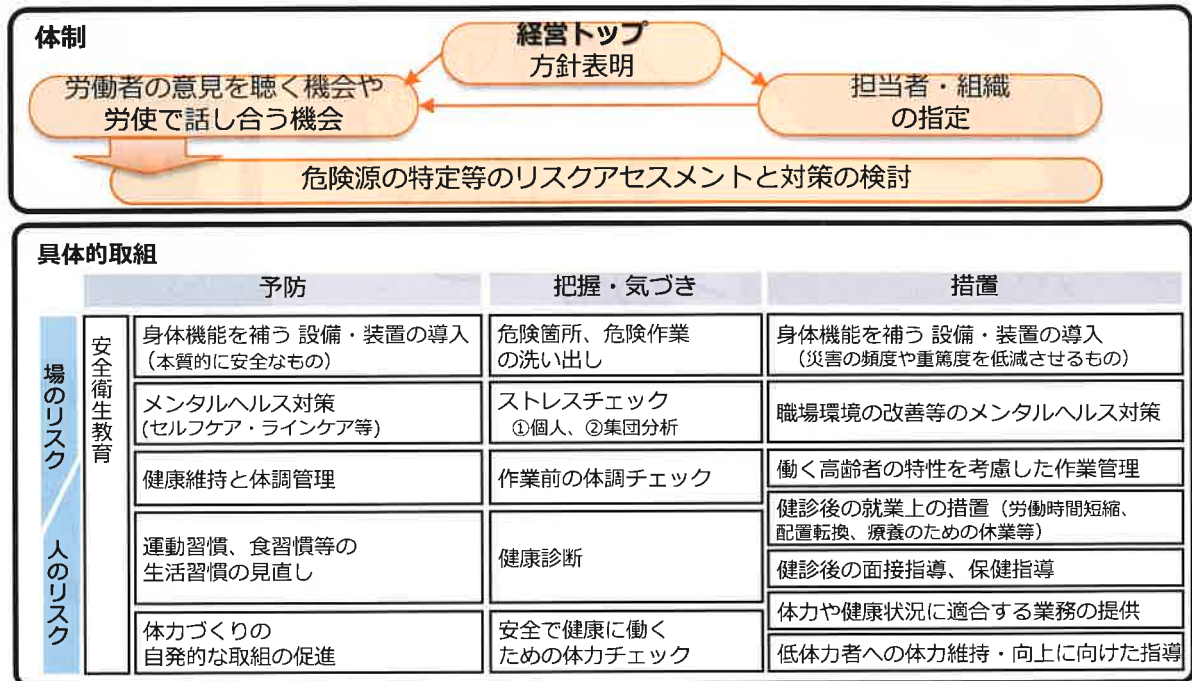 体制
経営トップ
方針表明
労働者の意見を聴く機会や
労使で話し合う機会
担当者・組織
の指定
危険源の特定等のリスクアセスメントと対策の検討
具体的取組
予防
把握・気づき
措置
場のリスク
人のリスク
安全衛生教育
身体機能を補う 設備・装置の導入
（本質的に安全なもの）
危険箇所、危険作業
の洗い出し
身体機能を補う 設備・装置の導入
（災害の頻度や重篤度を低減させるもの）
メンタルヘルス対策
(セルフケア・ラインケア等)
ストレスチェック
①個人、②集団分析
職場環境の改善等のメンタルヘルス対策
健康維持と体調管理
作業前の体調チェック
働く高齢者の特性を考慮した作業管理
運動習慣、食習慣等の
生活習慣の見直し
健康診断
健診後の就業上の措置（労働時間短縮、
配置転換、療養のための休業等）
健診後の面接指導、保健指導
体力づくりの
自発的な取組の促進
安全で健康に働く
ための体力チェック
体力や健康状況に適合する業務の提供
低体力者への体力維持・向上に向けた指導